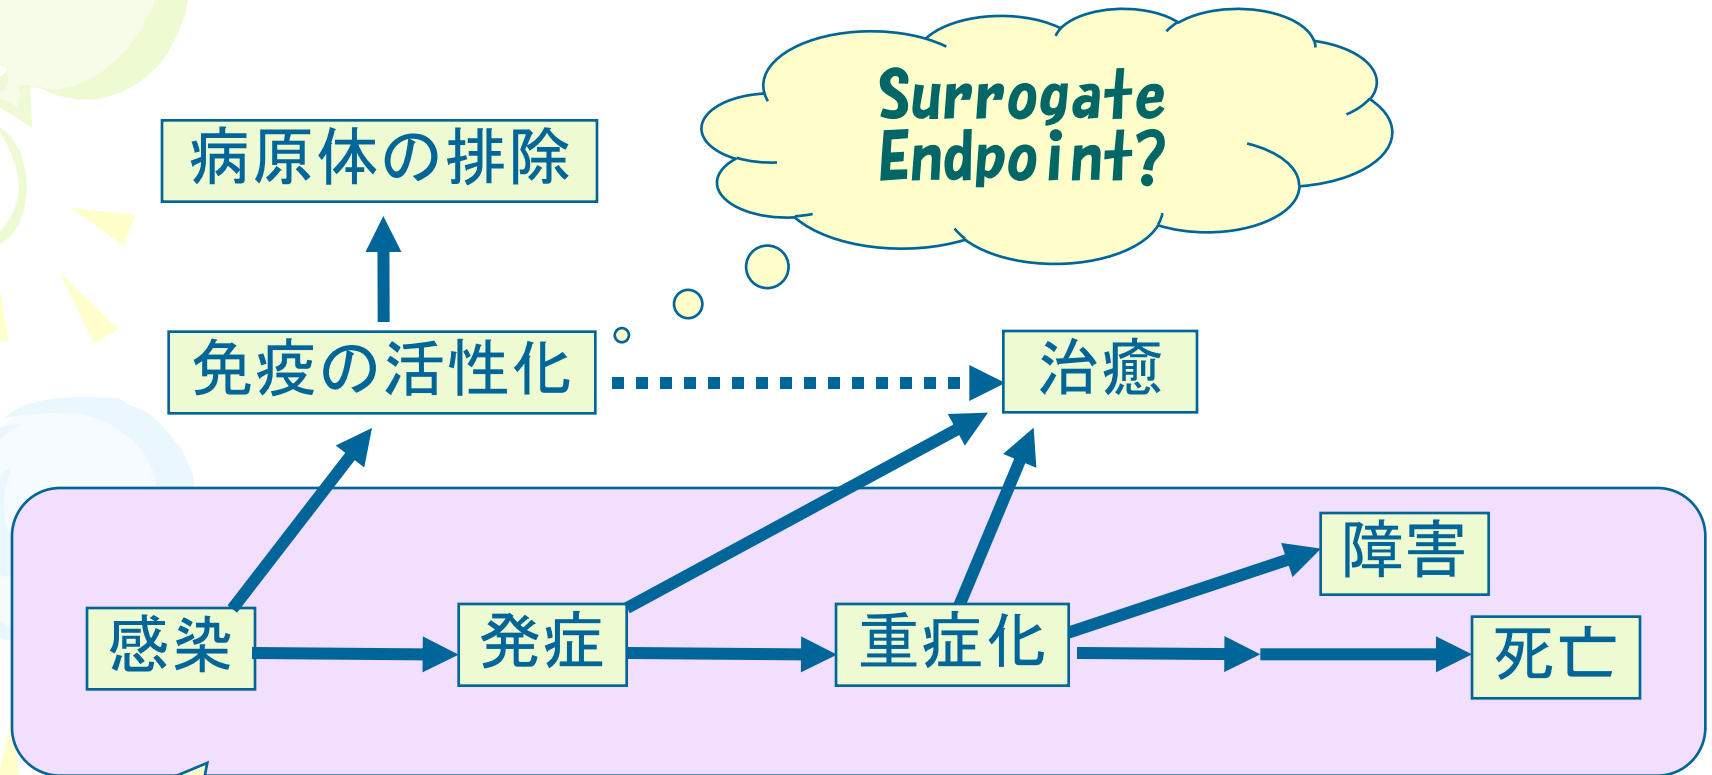 Surrogate
Endpoint?
病原体の排除
免疫の活性化
治癒
障害
感染
発症
重症化
死亡